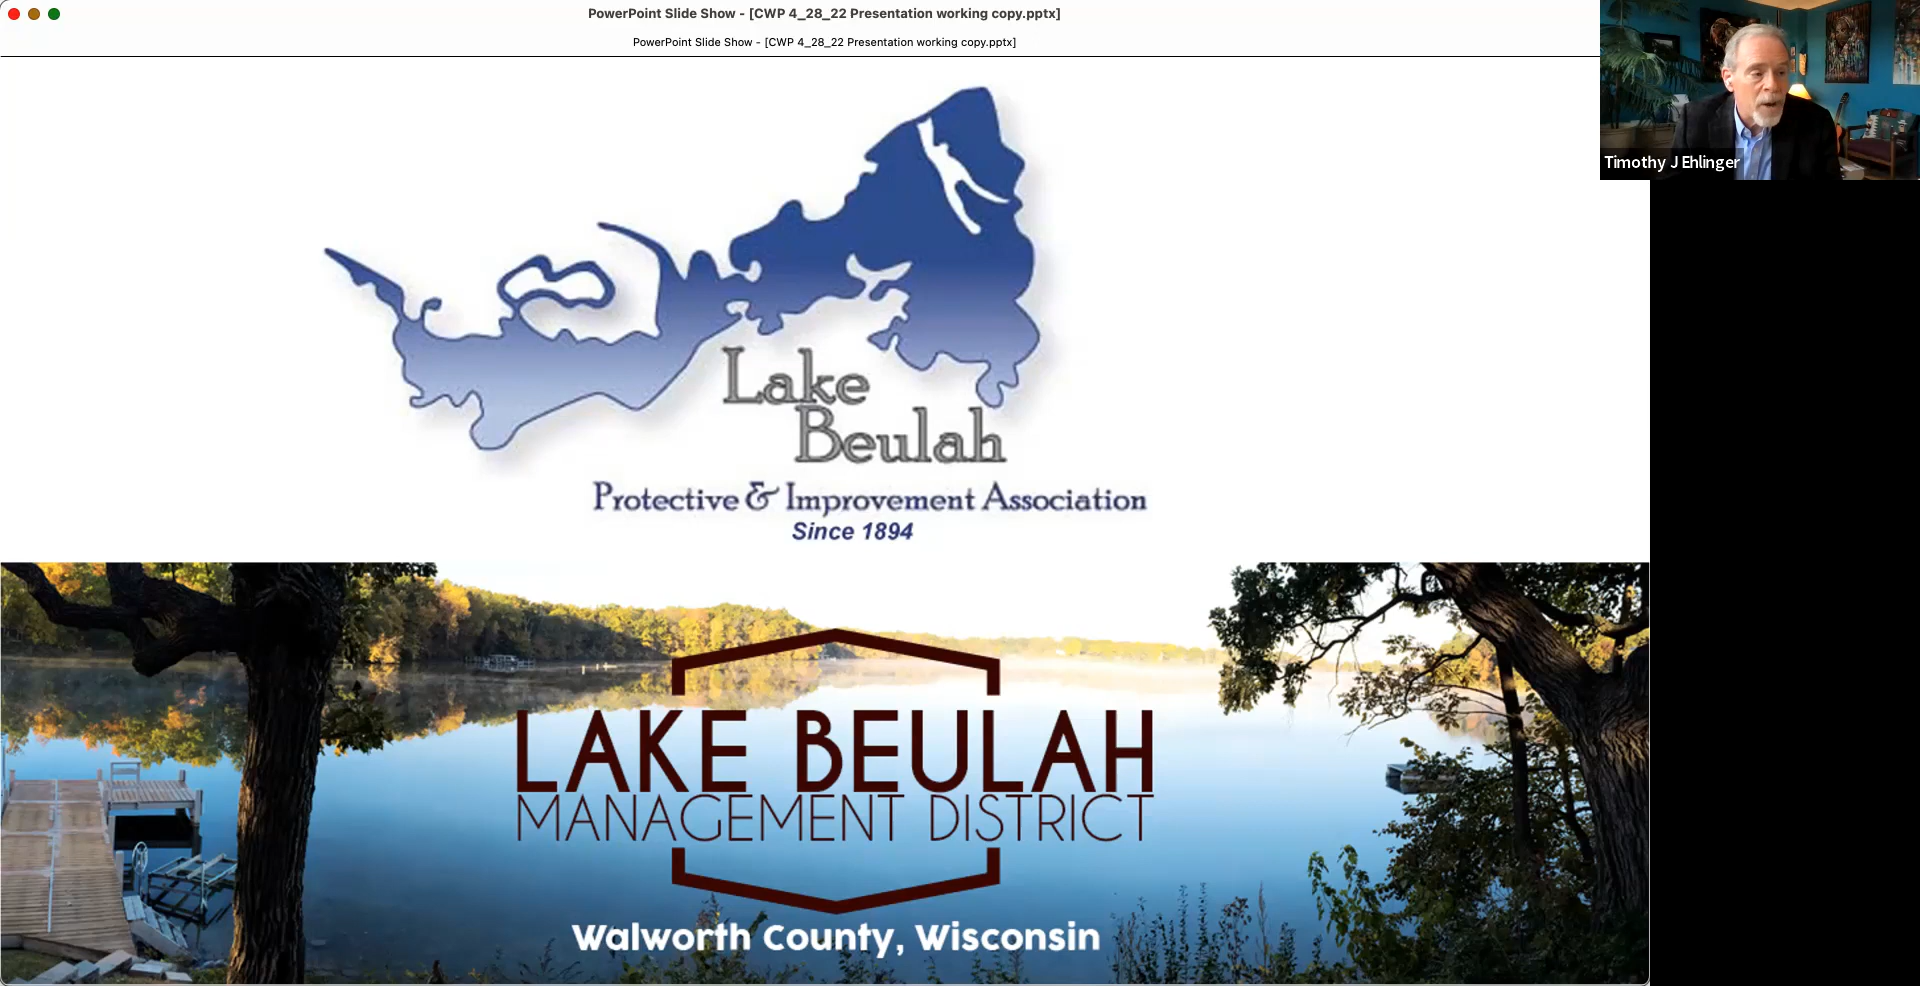 PowerPoint Slide Show - [CWP 4_28_22 Presentation working copy.pptx]
PowerPoint Slide Show - [CWP 4_28_22 Presentation working copy.pptx]
Timothy J Ehlinger
Lake
Beulah
Protective & Improvement Association
Since 1894
LAKE BEULAH
MANAGEMENT DISTRICT
Walworth County, Wisconsin